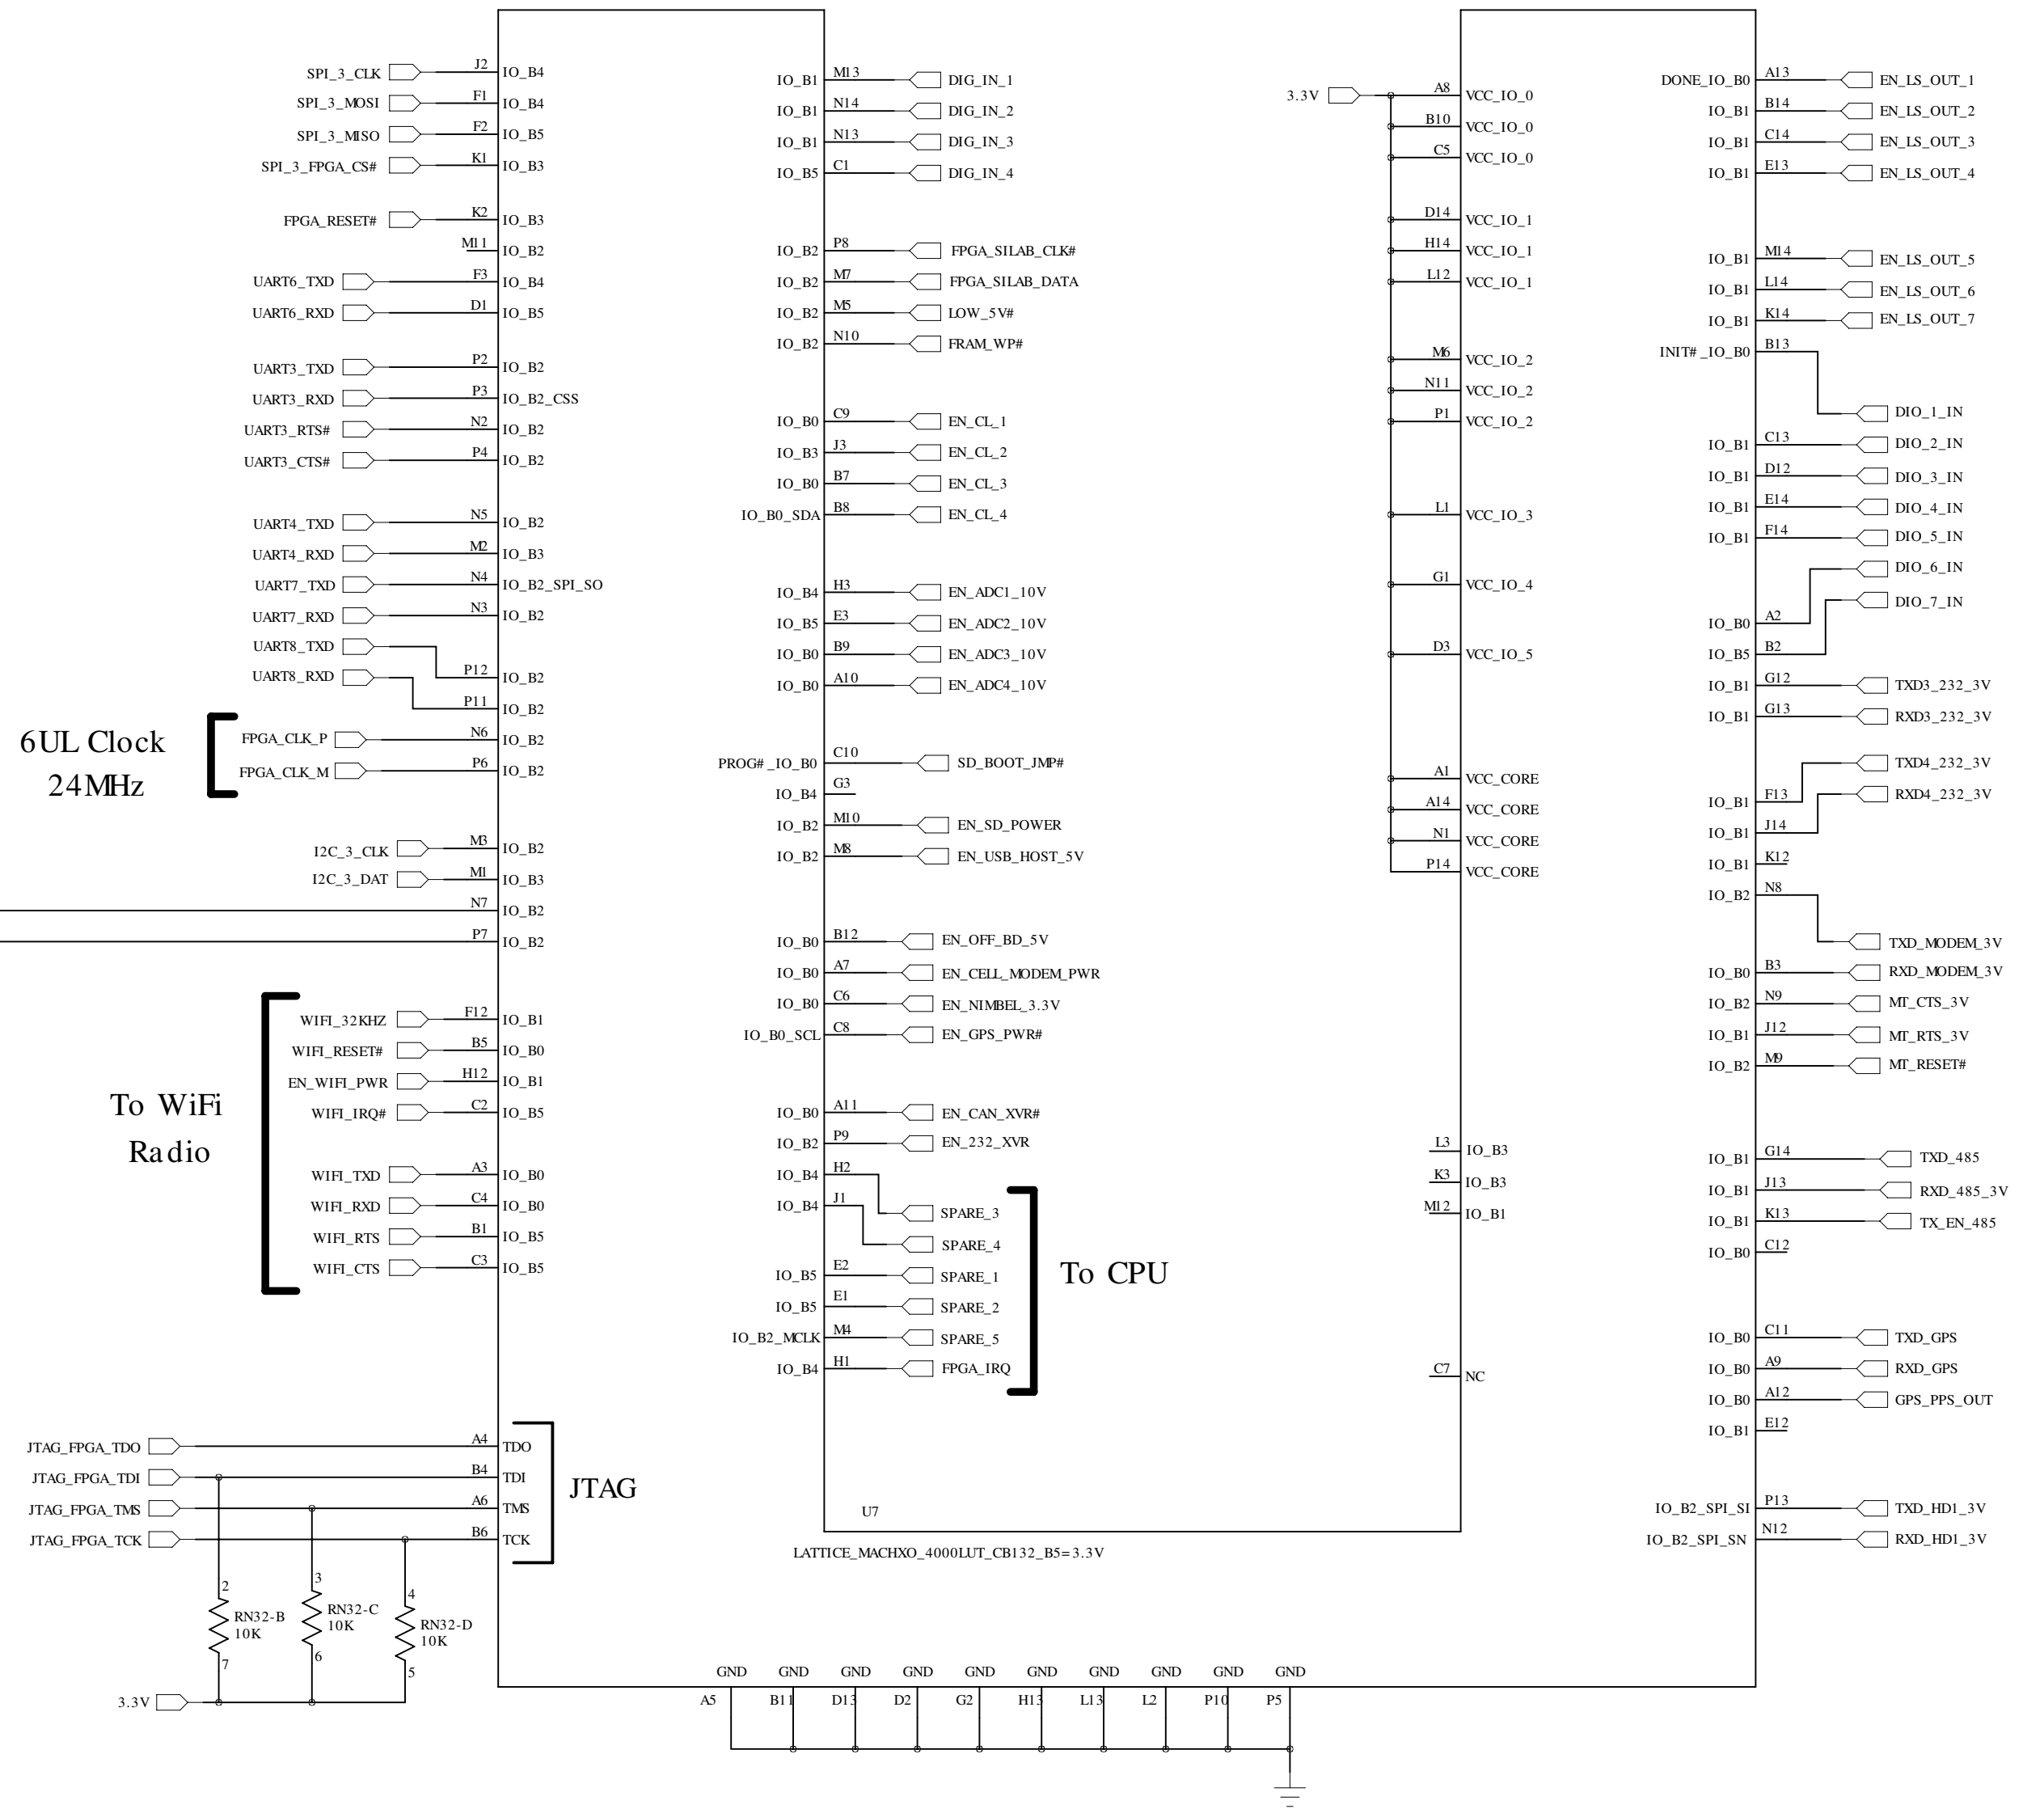 SPI_3_CLK J2 IO_B4
SPI_3_MOSI F1 IO_B4
SPI_3_MISO F2 IO_B5
SPI_3_FPGA_CS# K1 IO_B3
FPGA_RESET# K2 IO_B3
M11 IO_B2
UART6_TXD F3 IO_B4
UART6_RXD D1 IO_B5
UART3_TXD P2 IO_B2
UART3_RXD P3 IO_B2_CSS
UART3_RTS# N2 IO_B2
UART3_CTS# P4 IO_B2
UART4_TXD N5 IO_B2
UART4_RXD M2 IO_B3
UART7_TXD N4 IO_B2_SPI_SO
UART7_RXD N3 IO_B2
UART8_TXD P12 IO_B2
UART8_RXD P11 IO_B2
6UL Clock
24MHz
FPGA_CLK_P N6 IO_B2
FPGA_CLK_M P6 IO_B2
I2C_3_CLK M3 IO_B2
I2C_3_DAT M1 IO_B3
N7 IO_B2
P7 IO_B2
To WiFi
Radio
WIFI_32KHZ F12 IO_B1
WIFI_RESET# B5 IO_B0
EN_WIFI_PWR H12 IO_B1
WIFI_IRQ# C2 IO_B5
WIFI_TXD A3 IO_B0
WIFI_RXD C4 IO_B0
WIFI_RTS B1 IO_B5
WIFI_CTS C3 IO_B5
JTAG_FPGA_TDO A4 TDO
JTAG_FPGA_TDI B4 TDI
JTAG_FPGA_TMS A6 TMS
JTAG_FPGA_TCK B6 TCK
JTAG
2 RN32-B 10K 7
3 RN32-C 10K 6
4 RN32-D 10K 5
3.3V
IO_B1 M13 DIG_IN_1
IO_B1 N14 DIG_IN_2
IO_B1 N13 DIG_IN_3
IO_B5 C1 DIG_IN_4
IO_B2 P8 FPGA_SILAB_CLK#
IO_B2 M7 FPGA_SILAB_DATA
IO_B2 M5 LOW_5V#
IO_B2 N10 FRAM_WP#
IO_B0 C9 EN_CL_1
IO_B3 J3 EN_CL_2
IO_B0 B7 EN_CL_3
IO_B0_SDA B8 EN_CL_4
IO_B4 H3 EN_ADC1_10V
IO_B5 E3 EN_ADC2_10V
IO_B0 B9 EN_ADC3_10V
IO_B0 A10 EN_ADC4_10V
PROG#_IO_B0 C10 SD_BOOT_JMP#
IO_B4 G3
IO_B2 M10 EN_SD_POWER
IO_B2 M8 EN_USB_HOST_5V
IO_B0 B12 EN_OFF_BD_5V
IO_B0 A7 EN_CELL_MODEM_PWR
IO_B0 C6 EN_NIMBEL_3.3V
IO_B0_SCL C8 EN_GPS_PWR#
IO_B0 A11 EN_CAN_XVR#
IO_B2 P9 EN_232_XVR
IO_B4 H2 SPARE_3
IO_B4 J1 SPARE_4
IO_B5 E2 SPARE_1
IO_B5 E1 SPARE_2
IO_B2_MCLK M4 SPARE_5
IO_B4 H1 FPGA_IRQ
To CPU
U7
LATTICE_MACHXO_4000LUT_CB132_B5=3.3V
3.3V A8 VCC_IO_0
B10 VCC_IO_0
C5 VCC_IO_0
D14 VCC_IO_1
H14 VCC_IO_1
L12 VCC_IO_1
M6 VCC_IO_2
N11 VCC_IO_2
P1 VCC_IO_2
L1 VCC_IO_3
G1 VCC_IO_4
D3 VCC_IO_5
A1 VCC_CORE
A14 VCC_CORE
N1 VCC_CORE
P14 VCC_CORE
L3 IO_B3
K3 IO_B3
M12 IO_B1
C7 NC
DONE_IO_B0 A13 EN_LS_OUT_1
IO_B1 B14 EN_LS_OUT_2
IO_B1 C14 EN_LS_OUT_3
IO_B1 E13 EN_LS_OUT_4
IO_B1 M14 EN_LS_OUT_5
IO_B1 L14 EN_LS_OUT_6
IO_B1 K14 EN_LS_OUT_7
INIT#_IO_B0 B13 DIO_1_IN
IO_B1 C13 DIO_2_IN
IO_B1 D12 DIO_3_IN
IO_B1 E14 DIO_4_IN
IO_B1 F14 DIO_5_IN
IO_B0 A2 DIO_6_IN
IO_B5 B2 DIO_7_IN
IO_B1 G12 TXD3_232_3V
IO_B1 G13 RXD3_232_3V
IO_B1 F13 TXD4_232_3V
IO_B1 J14 RXD4_232_3V
IO_B1 K12
IO_B2 N8 TXD_MODEM_3V
IO_B0 B3 RXD_MODEM_3V
IO_B2 N9 MT_CTS_3V
IO_B1 J12 MT_RTS_3V
IO_B2 M9 MT_RESET#
IO_B1 G14 TXD_485
IO_B1 J13 RXD_485_3V
IO_B1 K13 TX_EN_485
IO_B0 C12
IO_B0 C11 TXD_GPS
IO_B0 A9 RXD_GPS
IO_B0 A12 GPS_PPS_OUT
IO_B1 E12
IO_B2_SPI_SI P13 TXD_HD1_3V
IO_B2_SPI_SN N12 RXD_HD1_3V
GND GND GND GND GND GND GND GND GND GND
A5 B11 D13 D2 G2 H13 L13 L2 P10 P5